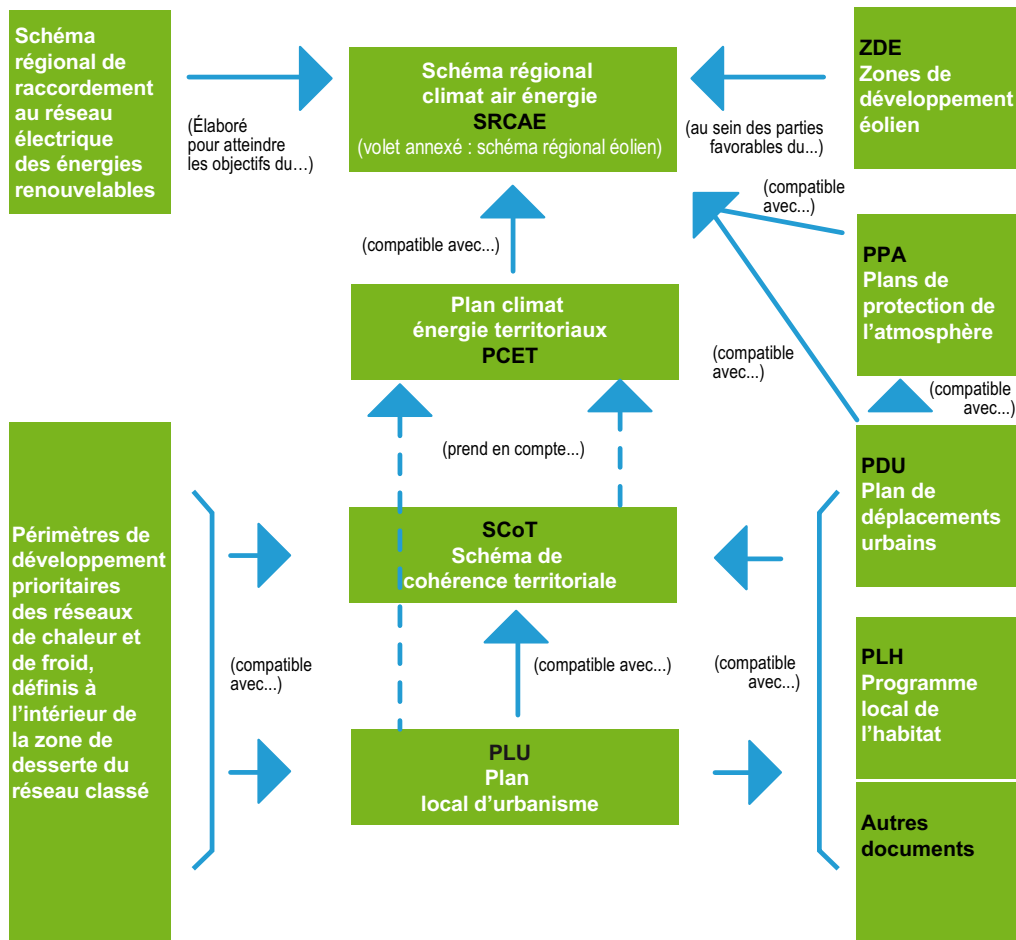 Schéma
régional de
raccordement
au réseau
électrique
des énergies
renouvelables
(Élaboré
pour atteindre
les objectifs du…)
Schéma régional
climat air énergie
SRCAE
(volet annexé : schéma régional éolien)
(au sein des parties
favorables du...)
ZDE
Zones de
développement
éolien
(compatible
avec...)
(compatible avec...)
PPA
Plans de
protection de
l’atmosphère
Plan climat
énergie territoriaux
PCET
(compatible
avec...)
(compatible
avec...)
(prend en compte...)
PDU
Plan de
déplacements
urbains
SCoT
Schéma de
cohérence territoriale
Périmètres de
développement
prioritaires
des réseaux
de chaleur et
de froid,
définis à
l’intérieur de
la zone de
desserte du
réseau classé
(compatible
avec...)
(compatible avec...)
(compatible
avec...)
PLH
Programme
local de
l’habitat
PLU
Plan
local d’urbanisme
Autres
documents